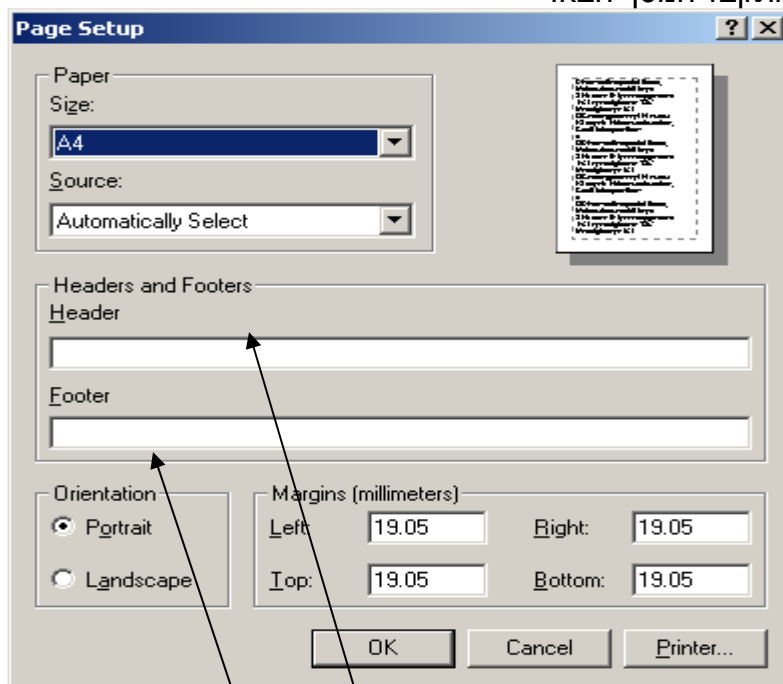 Page Setup
Paper
Size:
A4
Source:
Automatically Select
Headers and Footers
Header
Footer
Orientation
Portrait
Landscape
Margins (millimeters)
Left: 19.05 Right: 19.05
Top: 19.05 Bottom: 19.05
OK Cancel Printer...